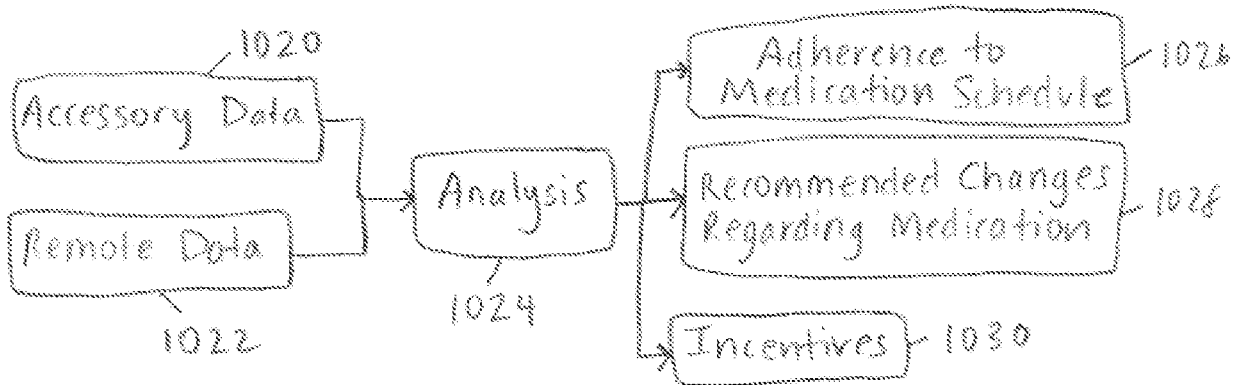 1020
Accessory Data
Remote Data
1022
Analysis
1024
Adherence to
Medication Schedule
1026
Recommended Changes
Regarding Medication
1028
Incentives
1030